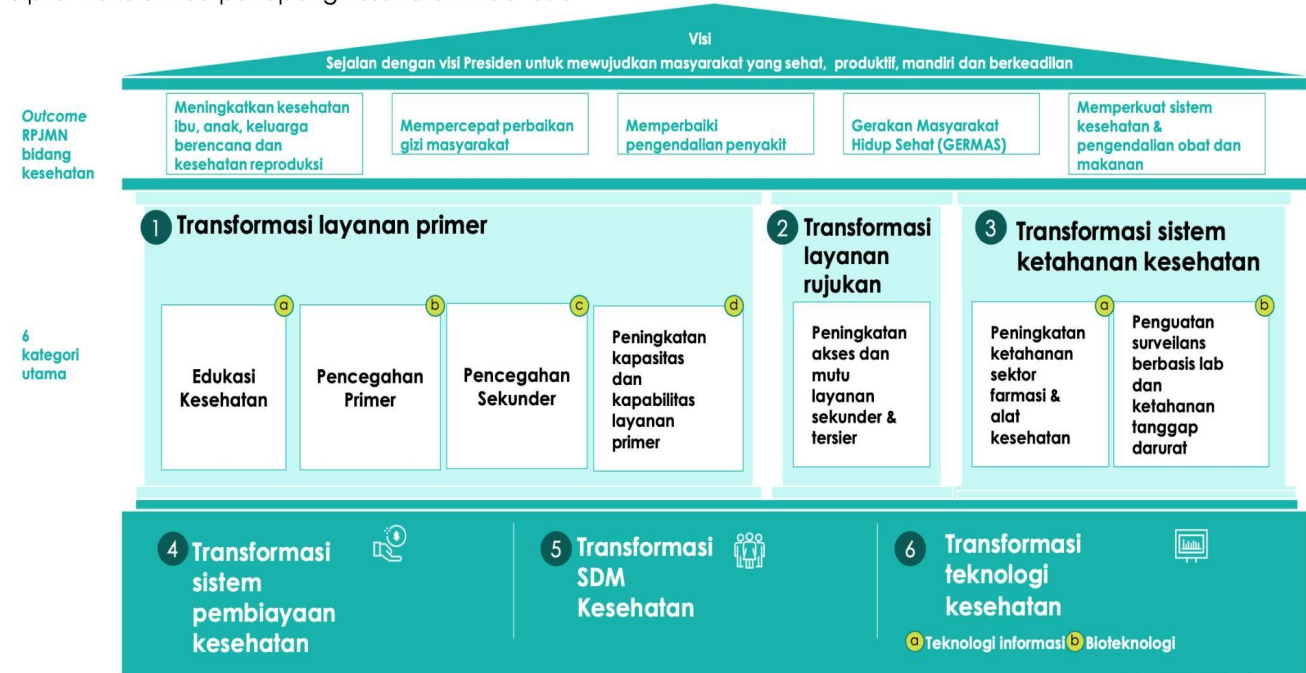 Visi
Sejalan dengan visi Presiden untuk mewujudkan masyarakat yang sehat, produktif, mandiri dan berkeadilan
Outcome
RPJMN
bidang
kesehatan
Meningkatkan kesehatan
ibu, anak, keluarga
berencana dan
kesehatan reproduksi
Mempercepat perbaikan
gizi masyarakat
Memperbaiki
pengendalian penyakit
Gerakan Masyarakat
Hidup Sehat (GERMAS)
Memperkuat sistem
kesehatan &
pengendalian obat dan
makanan
6
kategori
utama
1 Transformasi layanan primer
a
Edukasi
Kesehatan
b
Pencegahan
Primer
c
Pencegahan
Sekunder
d
Peningkatan
kapasitas
dan
kapabilitas
layanan
primer
2 Transformasi
layanan
rujukan
Peningkatan
akses dan
mutu
layanan
sekunder &
tersier
3 Transformasi sistem
ketahanan kesehatan
a
Peningkatan
ketahanan
sektor
farmasi &
alat
kesehatan
b
Penguatan
surveilans
berbasis lab
dan
ketahanan
tanggap
darurat
4 Transformasi
sistem
pembiayaan
kesehatan
5 Transformasi
SDM
Kesehatan
6 Transformasi
teknologi
kesehatan
a Teknologi informasi b Bioteknologi